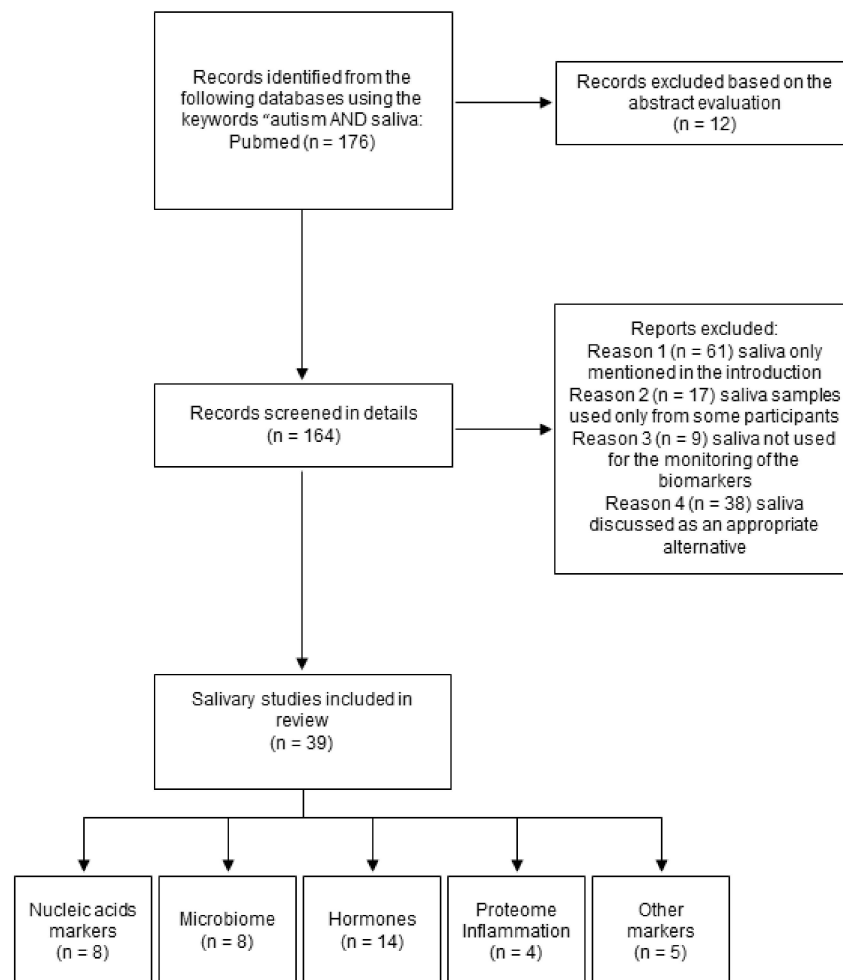 Records identified from the
following databases using the
keywords “autism AND saliva:
Pubmed (n = 176)
Records excluded based on the
abstract evaluation
(n = 12)
Records screened in details
(n = 164)
Reports excluded:
Reason 1 (n = 61) saliva only
mentioned in the introduction
Reason 2 (n = 17) saliva samples
used only from some participants
Reason 3 (n = 9) saliva not used
for the monitoring of the
biomarkers
Reason 4 (n = 38) saliva
discussed as an appropriate
alternative
Salivary studies included in
review
(n = 39)
Nucleic acids
markers
(n = 8)
Microbiome
(n = 8)
Hormones
(n = 14)
Proteome
Inflammation
(n = 4)
Other
markers
(n = 5)